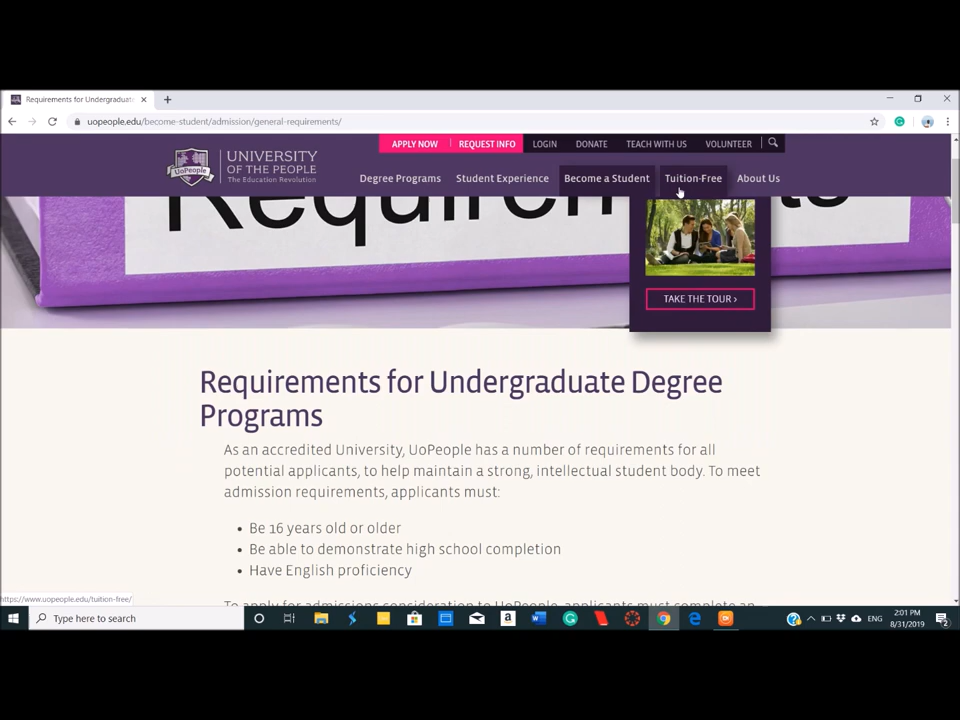 Requirements for Undergraduate
uopeople.edu/become-student/admission/general-requirements/
APPLY NOW REQUEST INFO LOGIN DONATE TEACH WITH US VOLUNTEER
UoPeople
UNIVERSITY
OF THE PEOPLE
The Education Revolution
Degree Programs Student Experience Become a Student Tuition-Free About Us
Requirements
TAKE THE TOUR ›
Requirements for Undergraduate Degree
Programs
As an accredited University, UoPeople has a number of requirements for all
potential applicants, to help maintain a strong, intellectual student body. To meet
admission requirements, applicants must:
• Be 16 years old or older
• Be able to demonstrate high school completion
• Have English proficiency
To apply for admissions consideration to UoPeople, applicants must complete an
https://www.uopeople.edu/tuition-free/
Type here to search
ENG
2:01 PM
8/31/2019
2